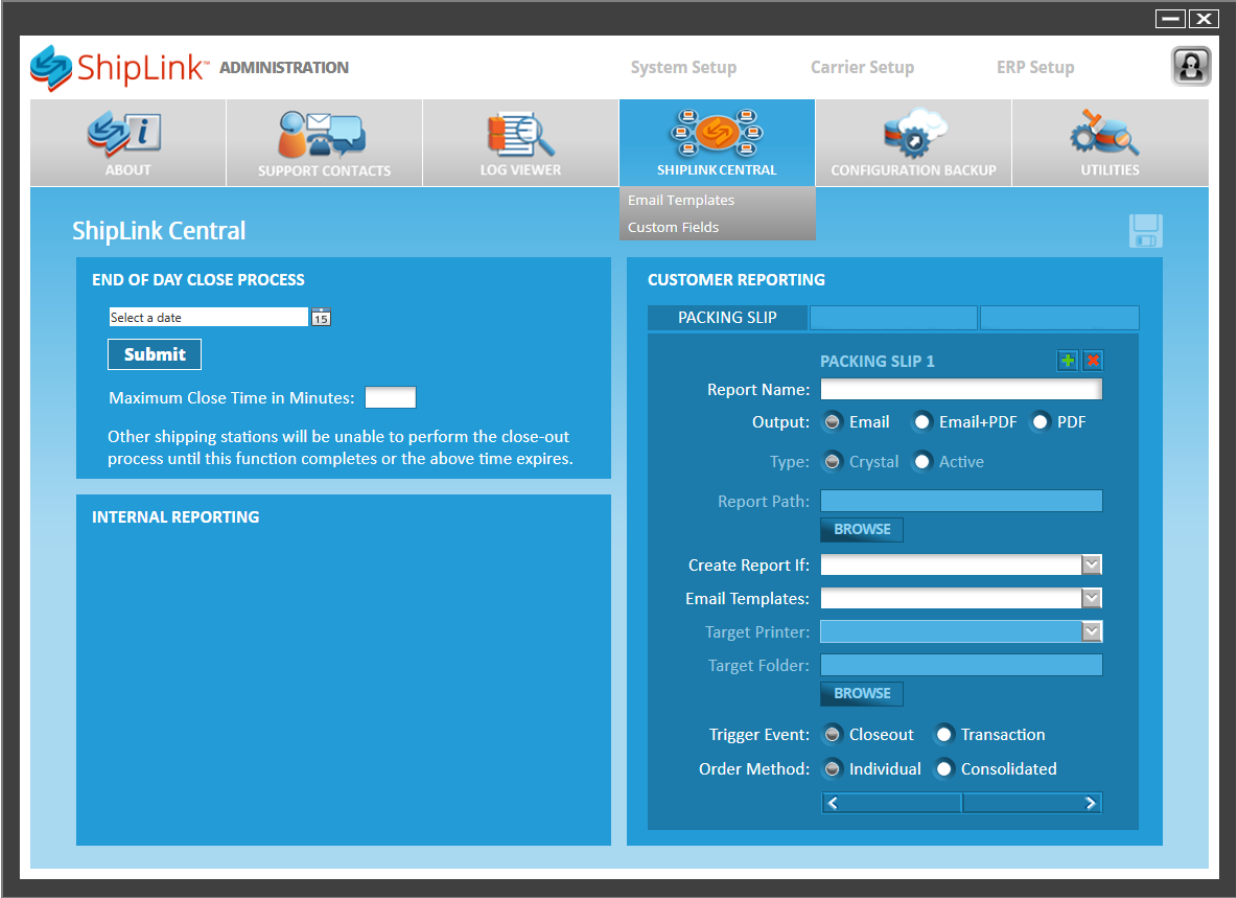 ShipLink™ ADMINISTRATION
System Setup
Carrier Setup
ERP Setup
ABOUT
SUPPORT CONTACTS
LOG VIEWER
SHIPLINK CENTRAL
CONFIGURATION BACKUP
UTILITIES
Email Templates
Custom Fields
ShipLink Central
END OF DAY CLOSE PROCESS
Select a date
15
Submit
Maximum Close Time in Minutes:
Other shipping stations will be unable to perform the close-out
process until this function completes or the above time expires.
INTERNAL REPORTING
CUSTOMER REPORTING
PACKING SLIP
PACKING SLIP 1
Report Name:
Output: Email Email+PDF PDF
Type: Crystal Active
Report Path:
BROWSE
Create Report If:
Email Templates:
Target Printer:
Target Folder:
BROWSE
Trigger Event: Closeout Transaction
Order Method: Individual Consolidated